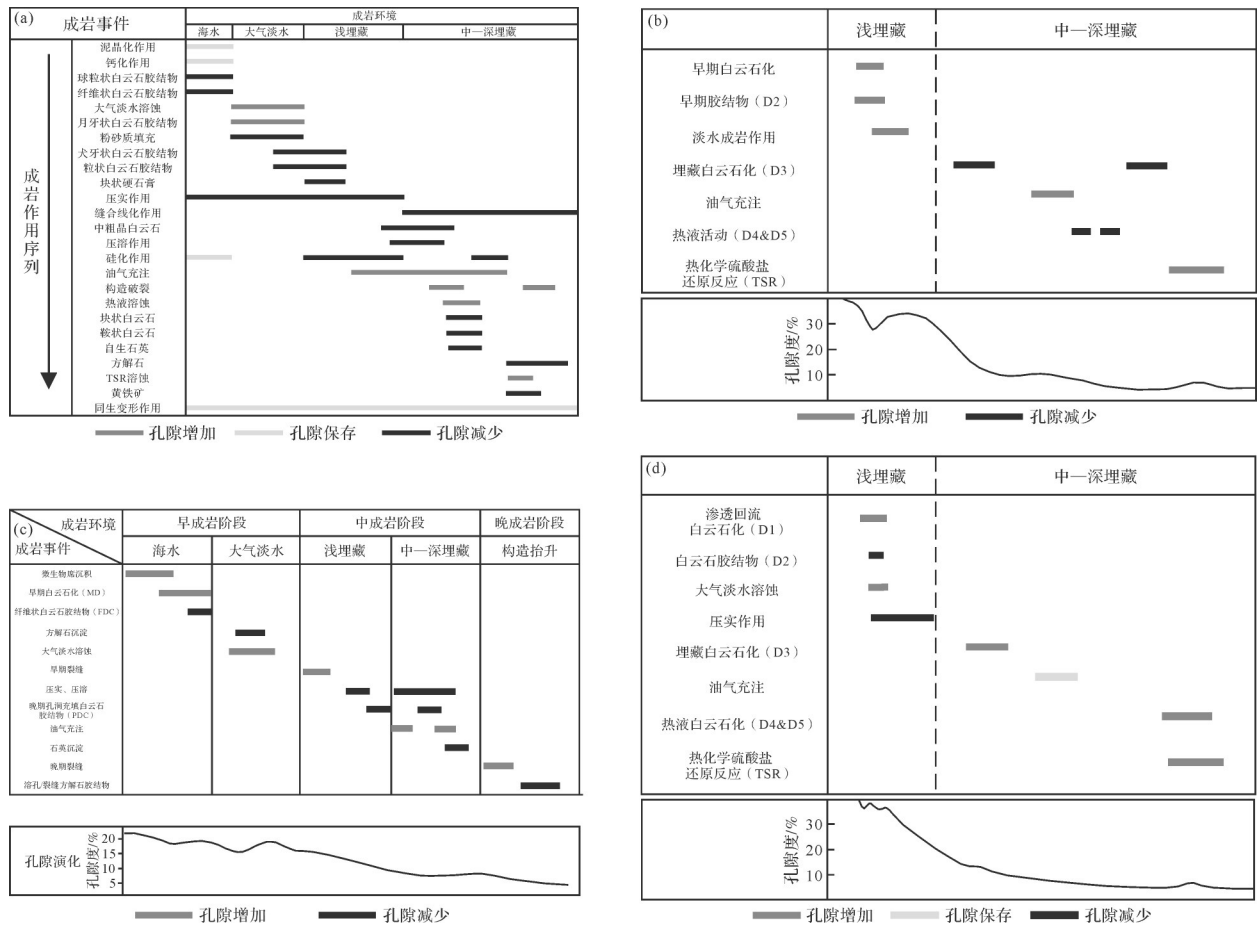 (a)
成岩事件
成岩环境
海水
大气淡水
浅埋藏
中—深埋藏
成岩作用序列
泥晶化作用
钙化作用
球粒状白云石胶结物
纤维状白云石胶结物
大气淡水溶蚀
月牙状白云石胶结物
粉砂质填充
犬牙状白云石胶结物
粒状白云石胶结物
块状硬石膏
压实作用
缝合线化作用
中粗晶白云石
压溶作用
硅化作用
油气充注
构造破裂
热液溶蚀
块状白云石
鞍状白云石
自生石英
方解石
TSR溶蚀
黄铁矿
同生变形作用
孔隙增加
孔隙保存
孔隙减少
(b)
浅埋藏
中—深埋藏
早期白云石化
早期胶结物（D2）
淡水成岩作用
埋藏白云石化（D3）
油气充注
热液活动（D4&D5）
热化学硫酸盐
还原反应（TSR）
孔隙度/%
30
20
10
孔隙增加
孔隙减少
(c)
成岩环境
成岩事件
早成岩阶段
中成岩阶段
晚成岩阶段
海水
大气淡水
浅埋藏
中—深埋藏
构造抬升
微生物席沉积
早期白云石化（MD）
纤维状白云石胶结物（FDC）
方解石沉淀
大气淡水溶蚀
早期裂缝
压实、压溶
晚期孔洞充填白云石
胶结物（PDC）
油气充注
石英沉淀
晚期裂缝
溶孔/裂缝方解石胶结物
孔隙演化
孔隙度/%
20
15
10
5
孔隙增加
孔隙减少
(d)
浅埋藏
中—深埋藏
渗透回流
白云石化（D1）
白云石胶结物（D2）
大气淡水溶蚀
压实作用
埋藏白云石化（D3）
油气充注
热液白云石化（D4&D5）
热化学硫酸盐
还原反应（TSR）
孔隙度/%
30
20
10
孔隙增加
孔隙保存
孔隙减少